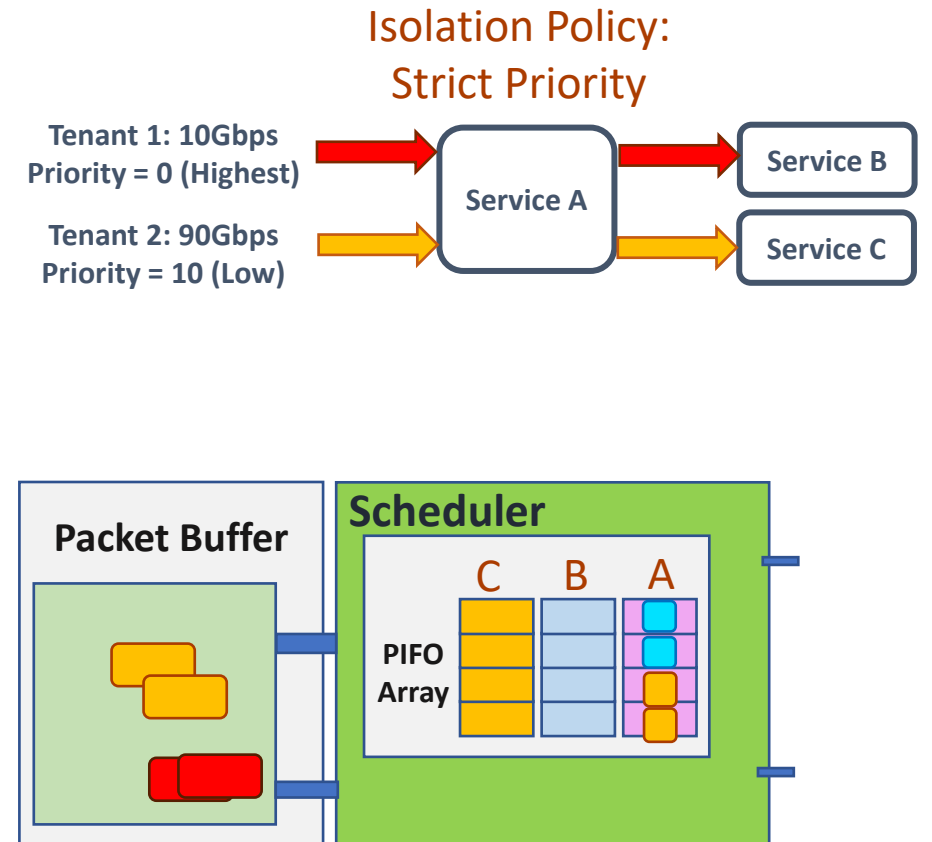 Isolation Policy:
Strict Priority
Tenant 1: 10Gbps
Priority = 0 (Highest)
Service A
Service B
Tenant 2: 90Gbps
Priority = 10 (Low)
Service C
Packet Buffer
Scheduler
C B A
PIFO
Array